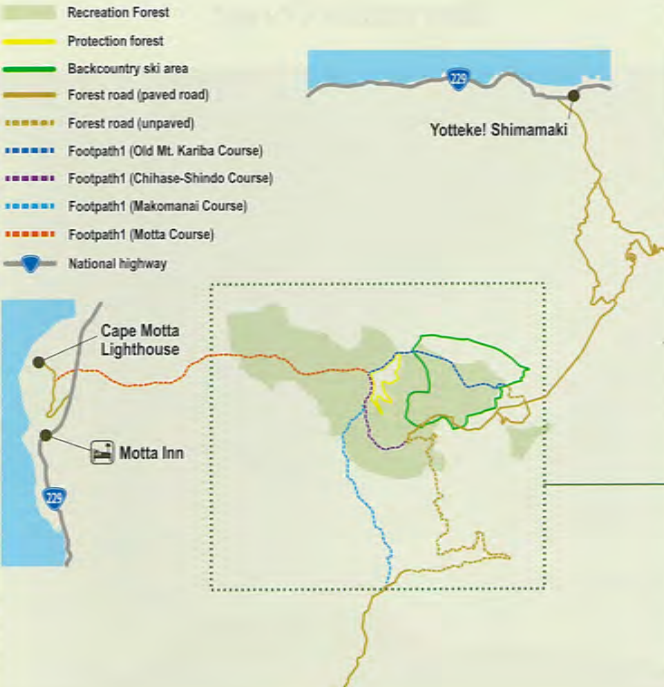 Recreation Forest
Protection forest
Backcountry ski area
Forest road (paved road)
Forest road (unpaved)
Footpath1 (Old Mt. Kariba Course)
Footpath1 (Chihase-Shindo Course)
Footpath1 (Makomanai Course)
Footpath1 (Motta Course)
National highway
229
Yotteke! Shimamaki
Cape Motta
Lighthouse
Motta Inn
229